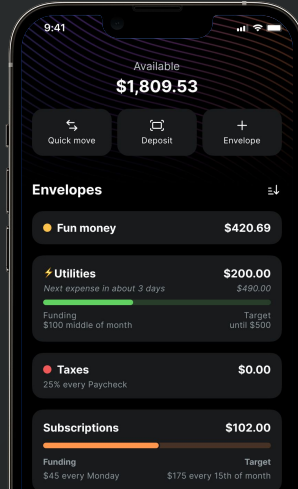 9:41
Available
$1,809.53
Quick move
Deposit
Envelope
Envelopes
Fun money $420.69
Utilities $200.00
Next expense in about 3 days $490.00
Funding Target
$100 middle of month until $500
Taxes $0.00
25% every Paycheck
Subscriptions $102.00
Funding Target
$45 every Monday $175 every 15th of month